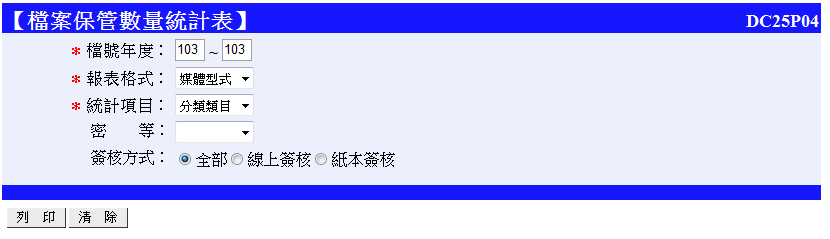 【檔案保管數量統計表】 DC25P04
* 檔號年度： 103 ~ 103
* 報表格式： 媒體型式
* 統計項目： 分類類目
密　　等：
簽核方式： 全部 線上簽核 紙本簽核
列　印 清　除